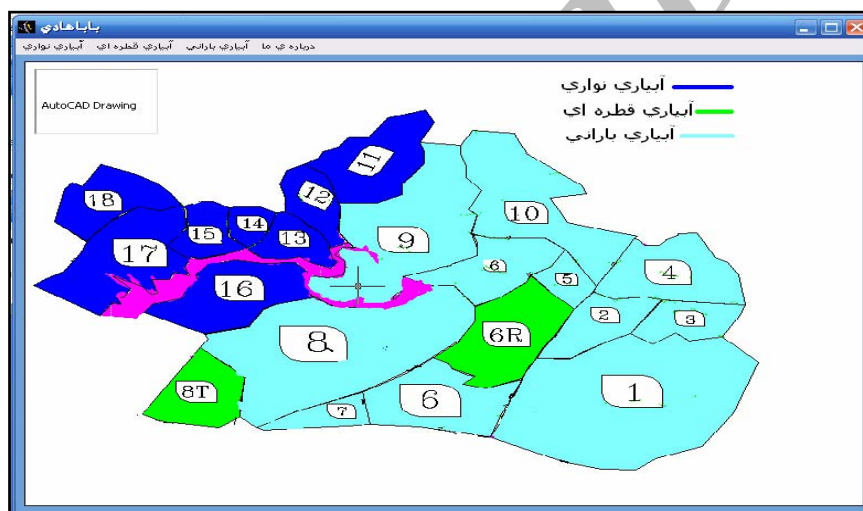 باباهادي
آبياري نواري آبياري قطره اي آبياري باراني درباره ي ما
AutoCAD Drawing
آبياري نواري
آبياري قطره اي
آبياري باراني
11
18
12
10
15
14
13
9
17
6
4
5
16
2
3
8
6R
8T
6
1
7